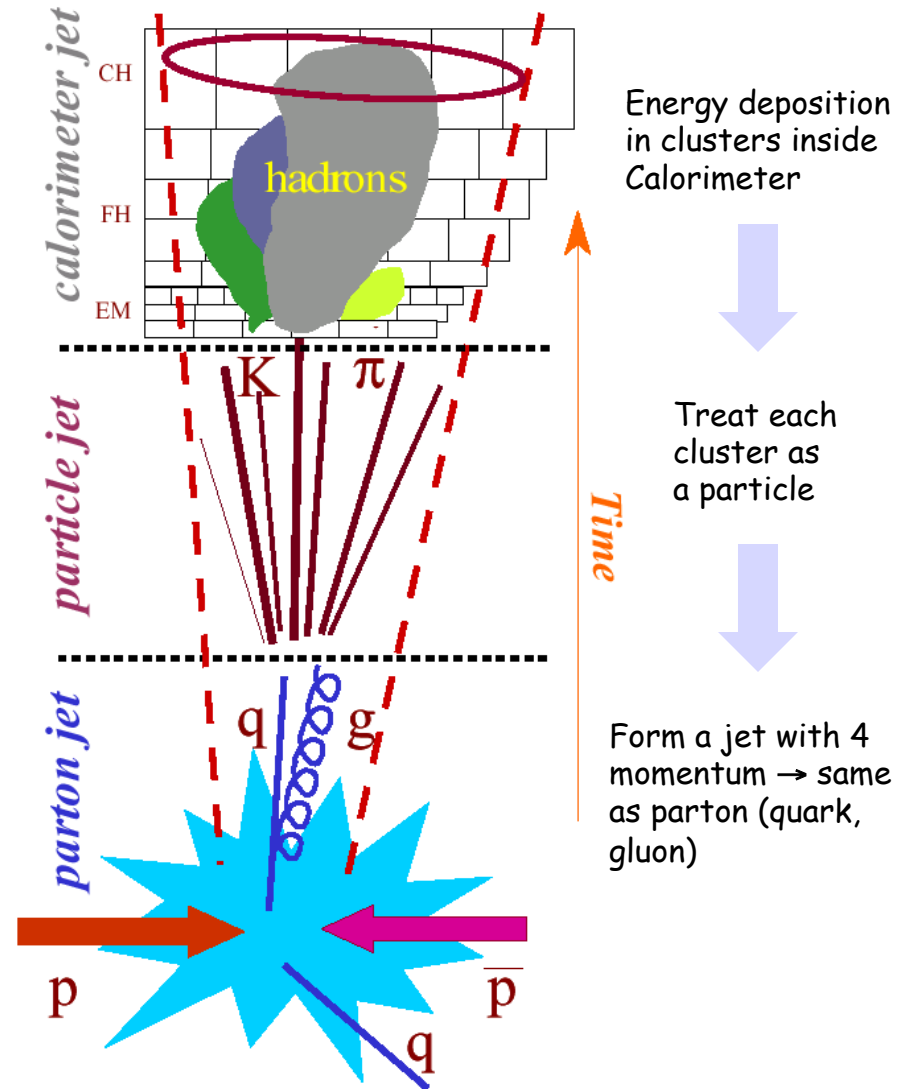 calorimeter jet
CH
FH
EM
hadrons
Energy deposition
in clusters inside
Calorimeter
particle jet
K
π
Time
Treat each
cluster as
a particle
parton jet
q
g
Form a jet with 4
momentum → same
as parton (quark,
gluon)
p
p̅
q